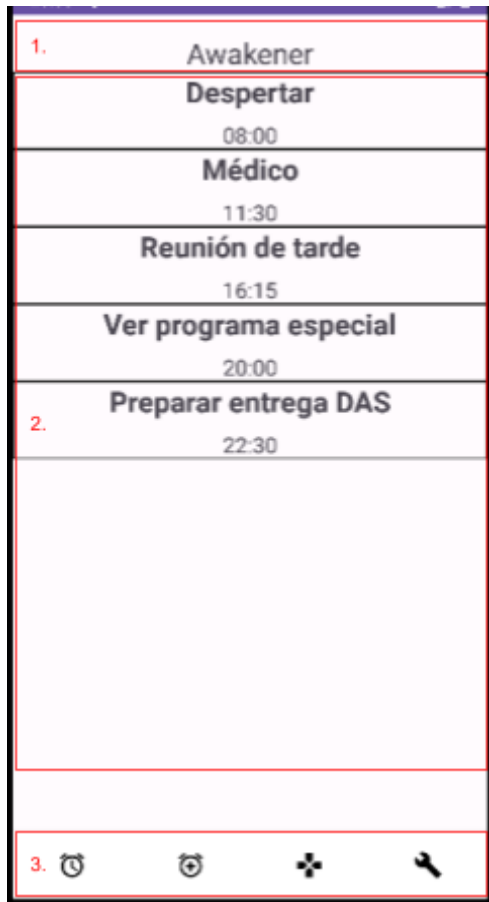 1.
Awakener
Despertar
08:00
Médico
11:30
Reunión de tarde
16:15
Ver programa especial
20:00
Preparar entrega DAS
2.
22:30
3.